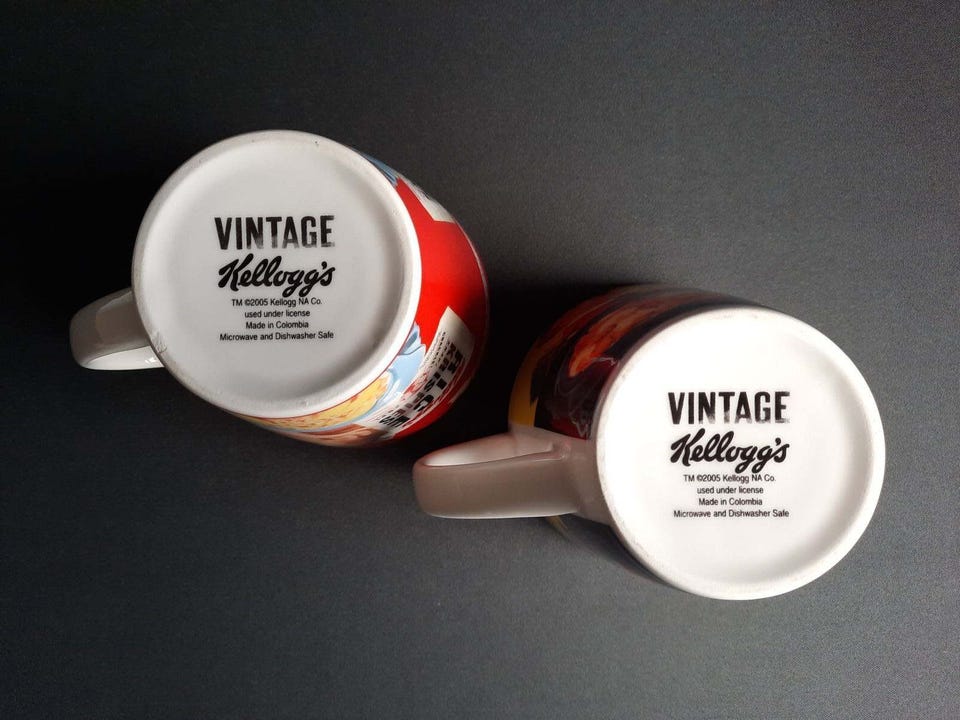 VINTAGE
Kellogg's
TM ©2005 Kellogg NA Co.
used under license
Made in Colombia
Microwave and Dishwasher Safe
VINTAGE
Kellogg's
TM ©2005 Kellogg NA Co.
used under license
Made in Colombia
Microwave and Dishwasher Safe